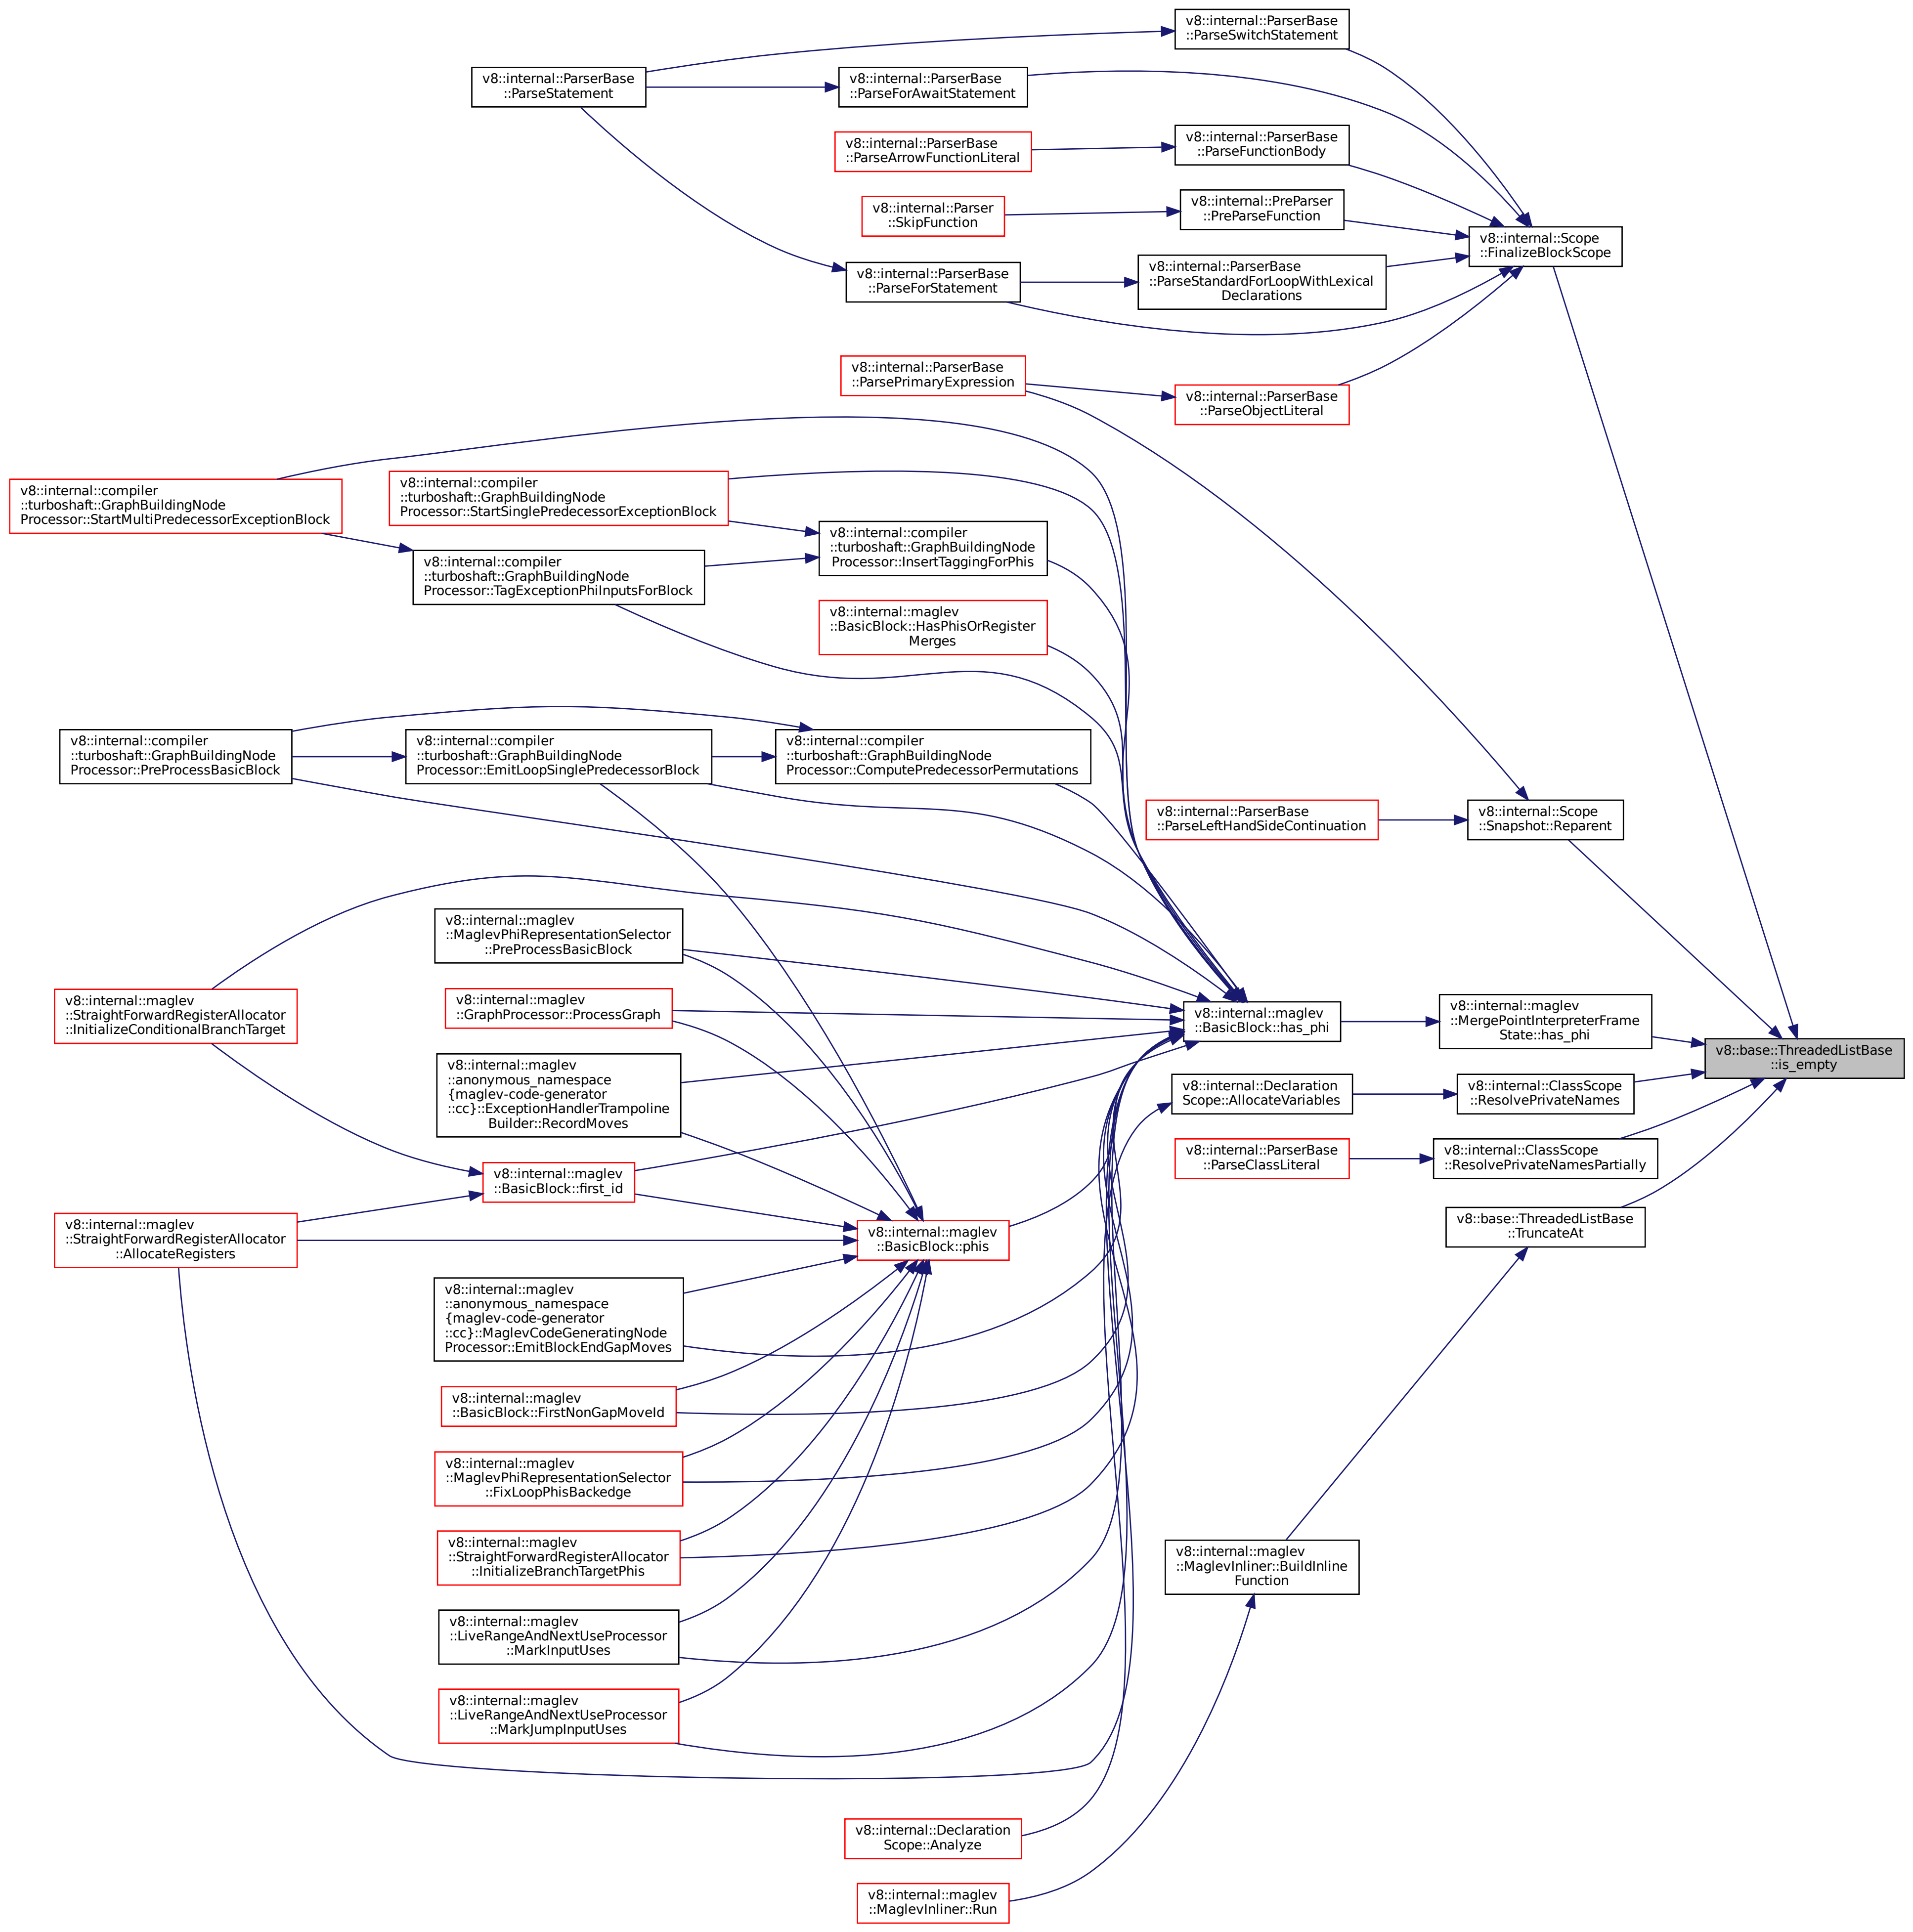 v8::internal::ParserBase
::ParseSwitchStatement
v8::internal::ParserBase
::ParseStatement
v8::internal::ParserBase
::ParseForAwaitStatement
v8::internal::ParserBase
::ParseFunctionBody
v8::internal::ParserBase
::ParseArrowFunctionLiteral
v8::internal::PreParser
::PreParseFunction
v8::internal::Parser
::SkipFunction
v8::internal::Scope
::FinalizeBlockScope
v8::internal::ParserBase
::ParseStandardForLoopWithLexical
Declarations
v8::internal::ParserBase
::ParseForStatement
v8::internal::ParserBase
::ParsePrimaryExpression
v8::internal::ParserBase
::ParseObjectLiteral
v8::internal::compiler
::turboshaft::GraphBuildingNode
Processor::StartMultiPredecessorExceptionBlock
v8::internal::compiler
::turboshaft::GraphBuildingNode
Processor::StartSinglePredecessorExceptionBlock
v8::internal::compiler
::turboshaft::GraphBuildingNode
Processor::InsertTaggingForPhis
v8::internal::compiler
::turboshaft::GraphBuildingNode
Processor::TagExceptionPhiInputsForBlock
v8::internal::maglev
::BasicBlock::HasPhisOrRegister
Merges
v8::internal::compiler
::turboshaft::GraphBuildingNode
Processor::PreProcessBasicBlock
v8::internal::compiler
::turboshaft::GraphBuildingNode
Processor::EmitLoopSinglePredecessorBlock
v8::internal::compiler
::turboshaft::GraphBuildingNode
Processor::ComputePredecessorPermutations
v8::internal::ParserBase
::ParseLeftHandSideContinuation
v8::internal::Scope
::Snapshot::Reparent
v8::internal::maglev
::MaglevPhiRepresentationSelector
::PreProcessBasicBlock
v8::internal::maglev
::StraightForwardRegisterAllocator
::InitializeConditionalBranchTarget
v8::internal::maglev
::GraphProcessor::ProcessGraph
v8::internal::maglev
::BasicBlock::has_phi
v8::internal::maglev
::MergePointInterpreterFrame
State::has_phi
v8::base::ThreadedListBase
::is_empty
v8::internal::maglev
::anonymous_namespace
{maglev-code-generator
::cc}::ExceptionHandlerTrampoline
Builder::RecordMoves
v8::internal::Declaration
Scope::AllocateVariables
v8::internal::ClassScope
::ResolvePrivateNames
v8::internal::ParserBase
::ParseClassLiteral
v8::internal::ClassScope
::ResolvePrivateNamesPartially
v8::internal::maglev
::BasicBlock::first_id
v8::base::ThreadedListBase
::TruncateAt
v8::internal::maglev
::StraightForwardRegisterAllocator
::AllocateRegisters
v8::internal::maglev
::BasicBlock::phis
v8::internal::maglev
::anonymous_namespace
{maglev-code-generator
::cc}::MaglevCodeGeneratingNode
Processor::EmitBlockEndGapMoves
v8::internal::maglev
::BasicBlock::FirstNonGapMoveId
v8::internal::maglev
::MaglevPhiRepresentationSelector
::FixLoopPhisBackedge
v8::internal::maglev
::StraightForwardRegisterAllocator
::InitializeBranchTargetPhis
v8::internal::maglev
::MaglevInliner::BuildInline
Function
v8::internal::maglev
::LiveRangeAndNextUseProcessor
::MarkInputUses
v8::internal::maglev
::LiveRangeAndNextUseProcessor
::MarkJumpInputUses
v8::internal::Declaration
Scope::Analyze
v8::internal::maglev
::MaglevInliner::Run